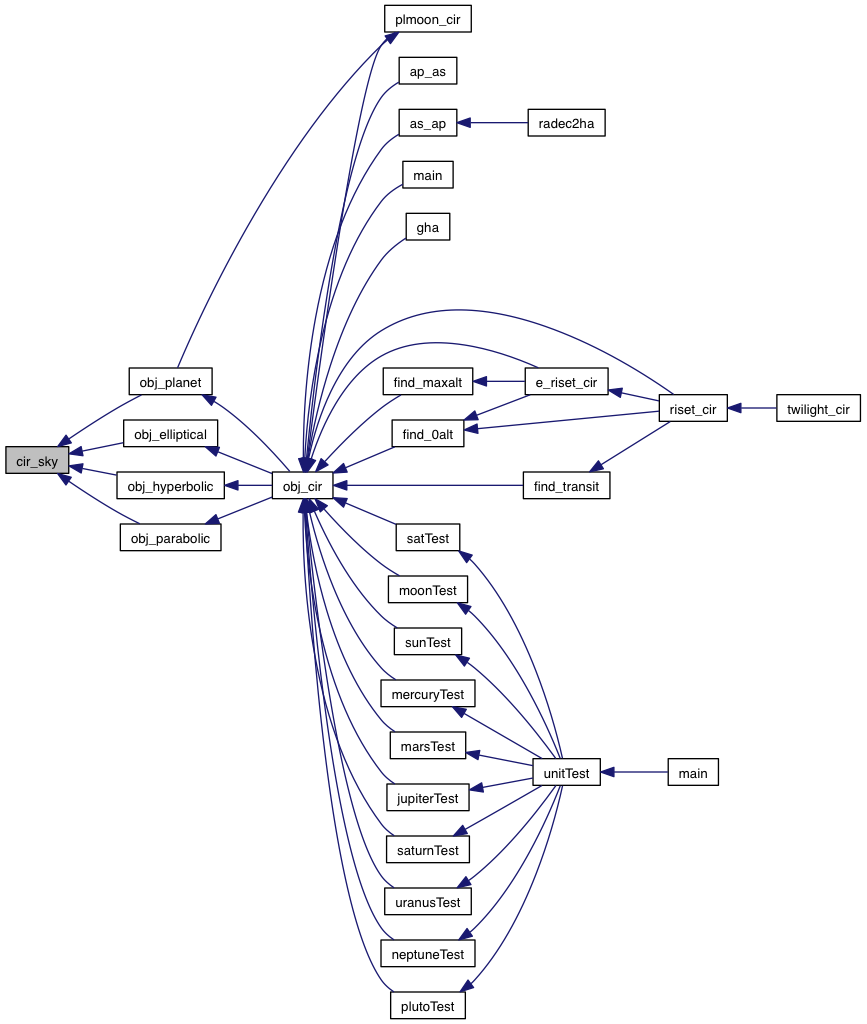 plmoon_cir
ap_as
as_ap
radec2ha
main
gha
obj_planet
find_maxalt
e_riset_cir
riset_cir
twilight_cir
obj_elliptical
find_0alt
cir_sky
obj_hyperbolic
obj_cir
find_transit
obj_parabolic
satTest
moonTest
sunTest
mercuryTest
marsTest
unitTest
main
jupiterTest
saturnTest
uranusTest
neptuneTest
plutoTest